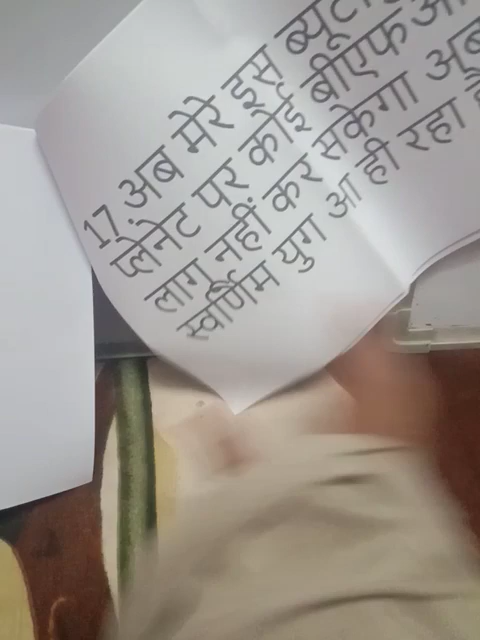 17 अब मेरे इस
प्लेनेट पर कोई बीएफ
लाग नहीं कर सकेगा
स्वर्णिम युग आ ही रहा